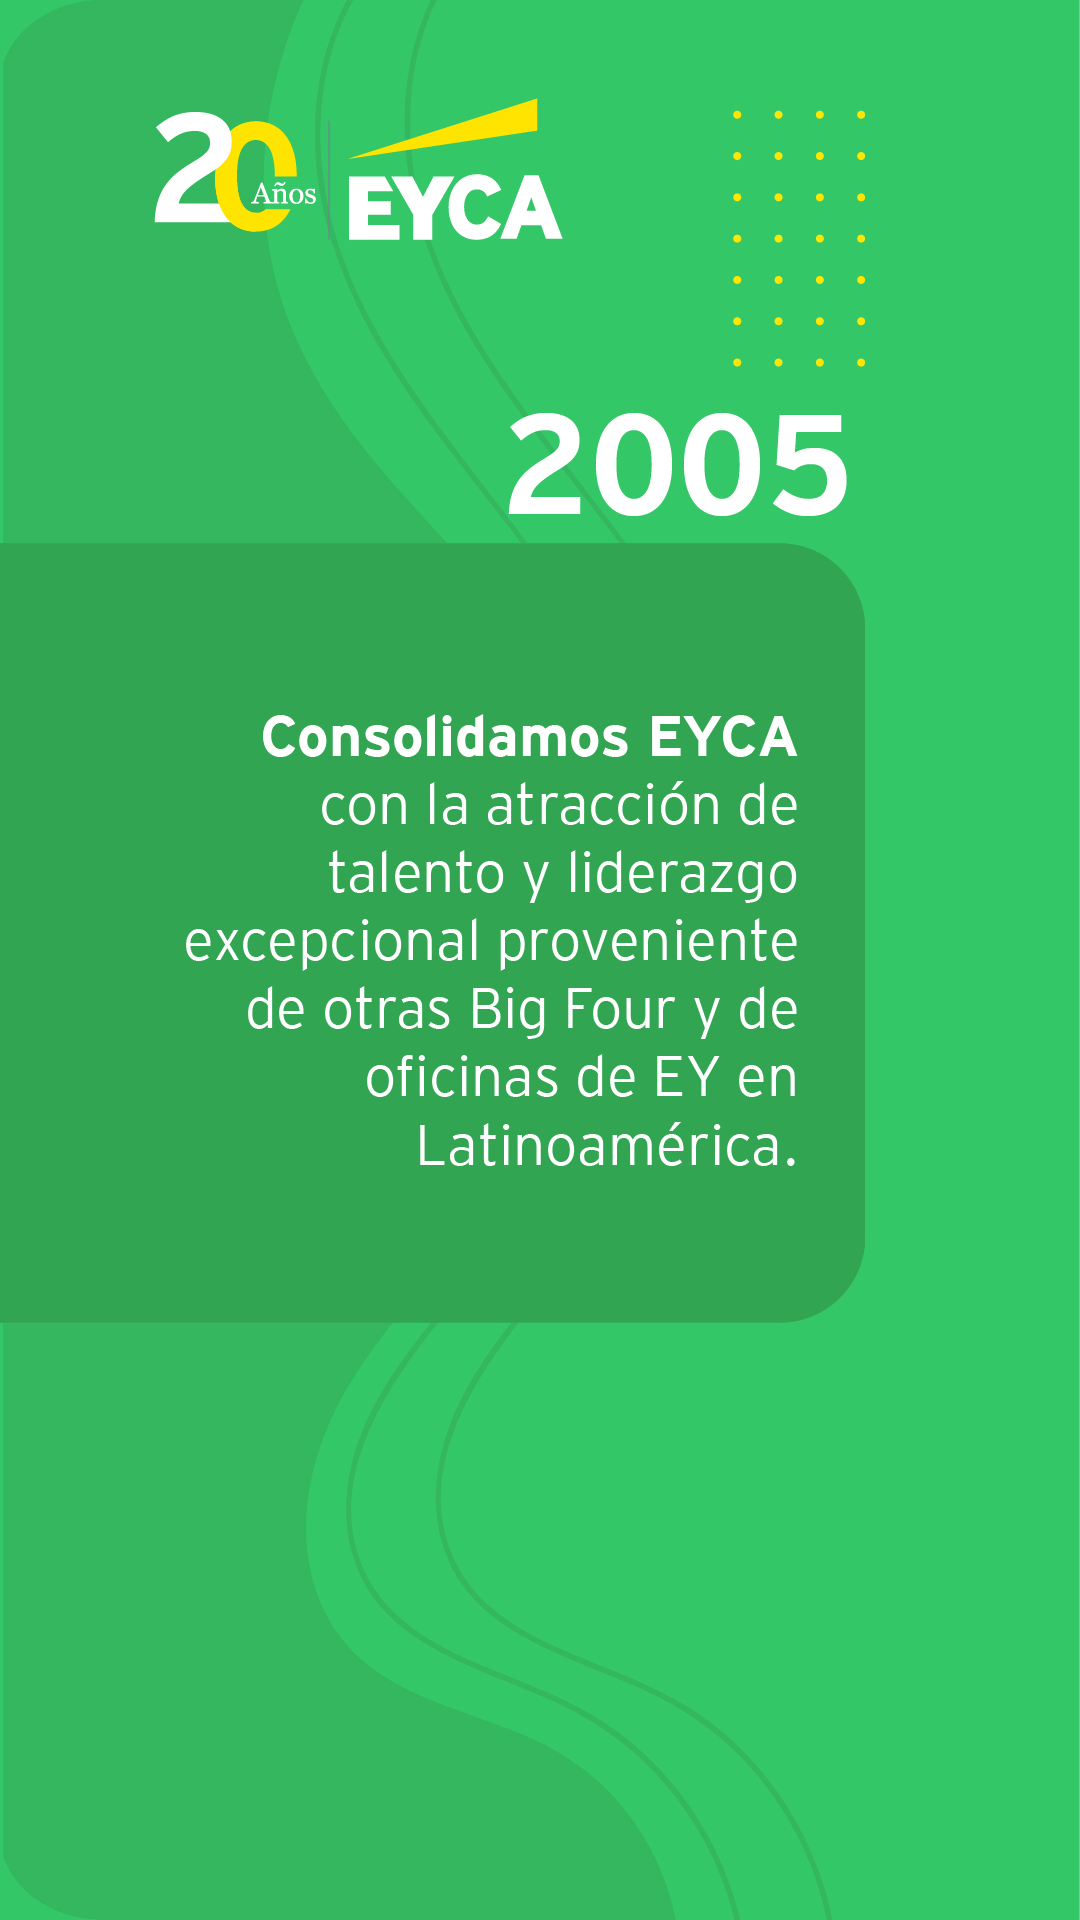 20 Años
EYCA
2005
Consolidamos EYCA
con la atracción de
talento y liderazgo
excepcional proveniente
de otras Big Four y de
oficinas de EY en
Latinoamérica.